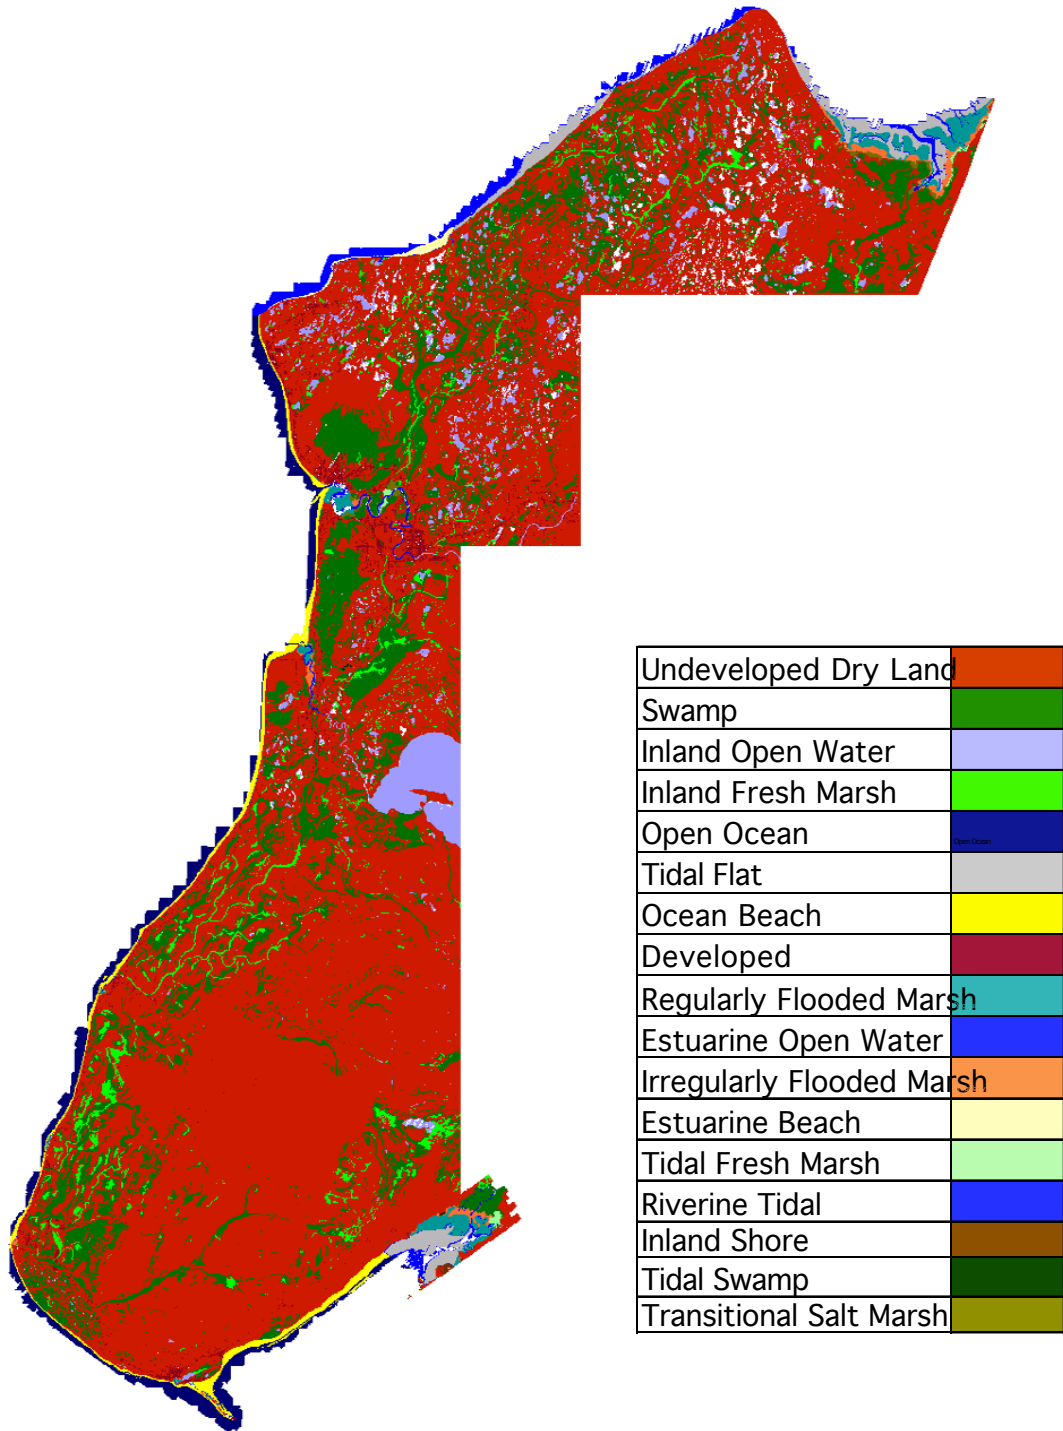 Undeveloped Dry Land
Swamp
Inland Open Water
Inland Fresh Marsh
Open Ocean
Open Ocean
Tidal Flat
Ocean Beach
Developed
Regularly Flooded Marsh
Estuarine Open Water
Irregularly Flooded Marsh
Estuarine Beach
Tidal Fresh Marsh
Riverine Tidal
Inland Shore
Tidal Swamp
Transitional Salt Marsh